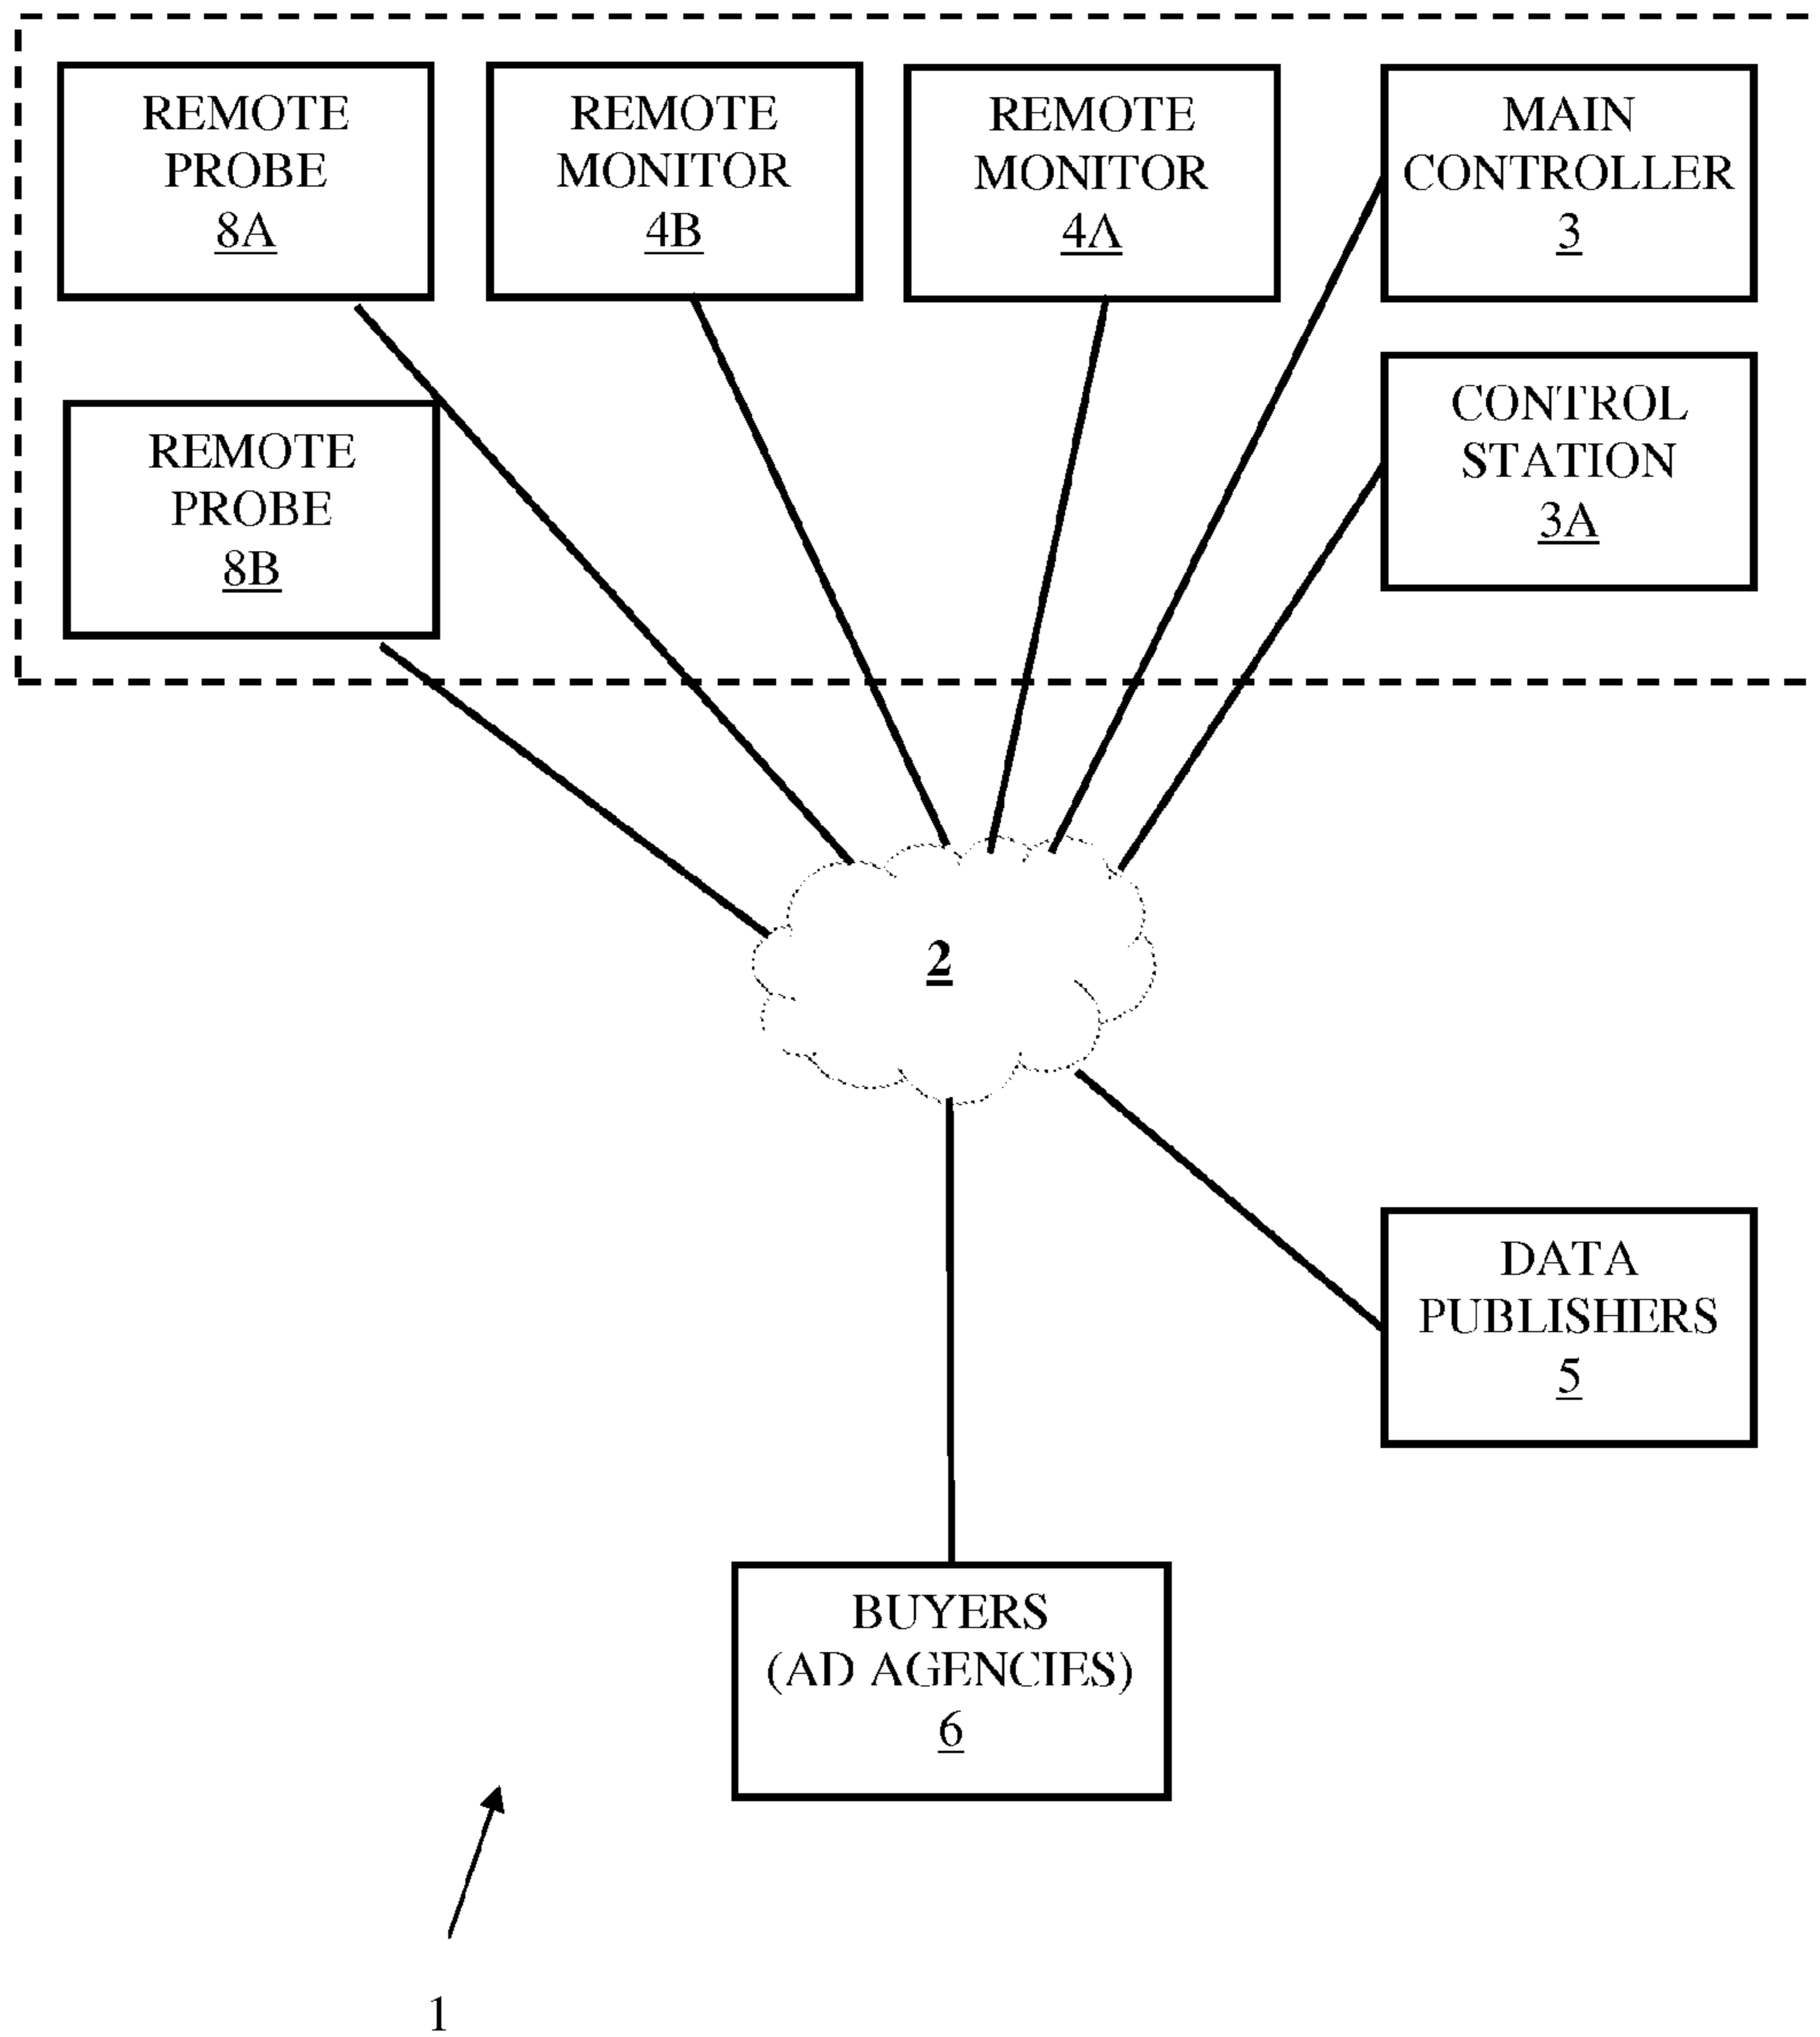 REMOTE
PROBE
8A
REMOTE
MONITOR
4B
REMOTE
MONITOR
4A
MAIN
CONTROLLER
3
REMOTE
PROBE
8B
CONTROL
STATION
3A
2
DATA
PUBLISHERS
5
BUYERS
(AD AGENCIES)
6
1